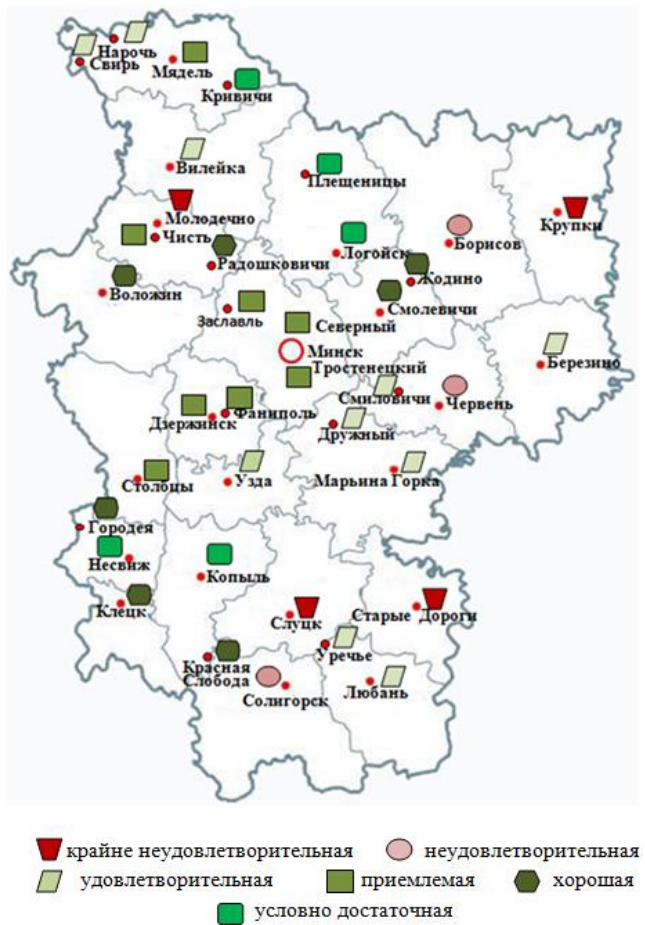 Нарочь
Свирь
Мядель
Кривичи
Вилейка
Плещеницы
Молодечно
Крупки
Чисть
Борисов
Радошковичи
Логойск
Жодино
Воложин
Смолевичи
Заславль
Северный
Минск
Тростенецкий
Березино
Смиловичи
Червень
Фаниполь
Дзержинск
Дружный
Узда
Марьина Горка
Столбцы
Городея
Несвиж
Копыль
Клецк
Слуцк
Старые Дороги
Уречье
Красная
Слобода
Любань
Солигорск
крайне неудовлетворительная неудовлетворительная
удовлетворительная приемлемая хорошая
условно достаточная